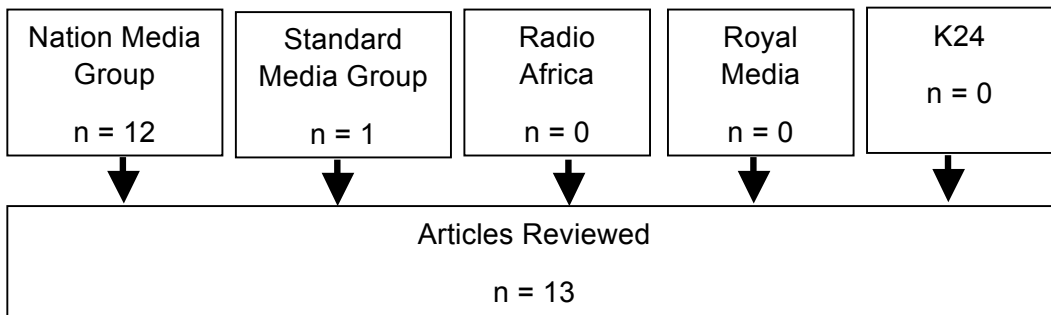 Nation Media
Group
n = 12
Standard
Media Group
n = 1
Radio
Africa
n = 0
Royal
Media
n = 0
K24
n = 0
Articles Reviewed
n = 13